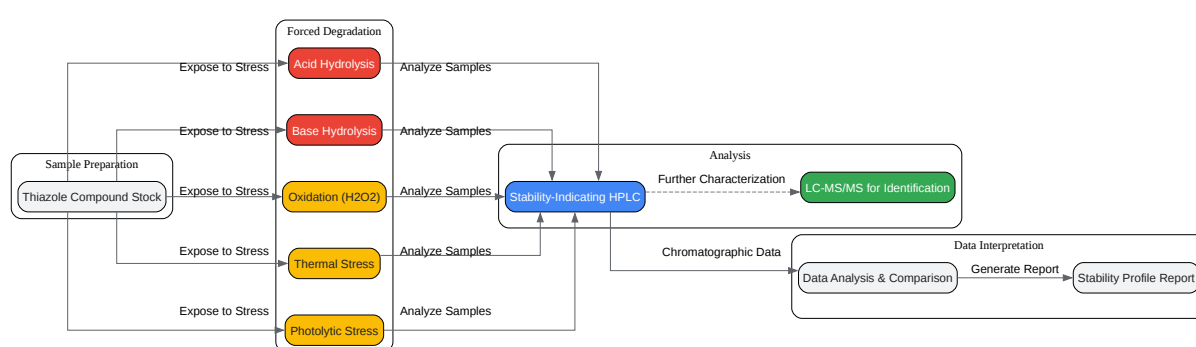 Forced Degradation
Expose to Stress
Acid Hydrolysis
Analyze Samples
Expose to Stress
Base Hydrolysis
Analyze Samples
Sample Preparation
Thiazole Compound Stock
Expose to Stress
Oxidation (H2O2)
Analyze Samples
Analysis
Stability-Indicating HPLC
Further Characterization
LC-MS/MS for Identification
Expose to Stress
Thermal Stress
Analyze Samples
Chromatographic Data
Data Interpretation
Data Analysis & Comparison
Generate Report
Stability Profile Report
Expose to Stress
Photolytic Stress
Analyze Samples